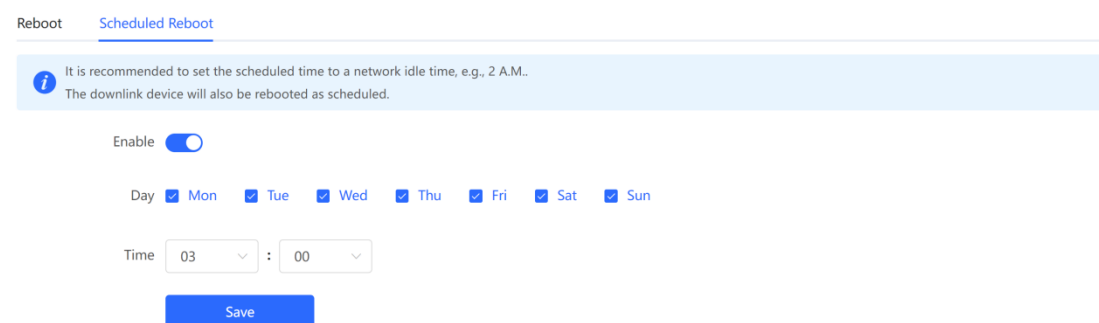 Reboot Scheduled Reboot
It is recommended to set the scheduled time to a network idle time, e.g., 2 A.M..
The downlink device will also be rebooted as scheduled.
Enable
Day Mon Tue Wed Thu Fri Sat Sun
Time 03 : 00
Save